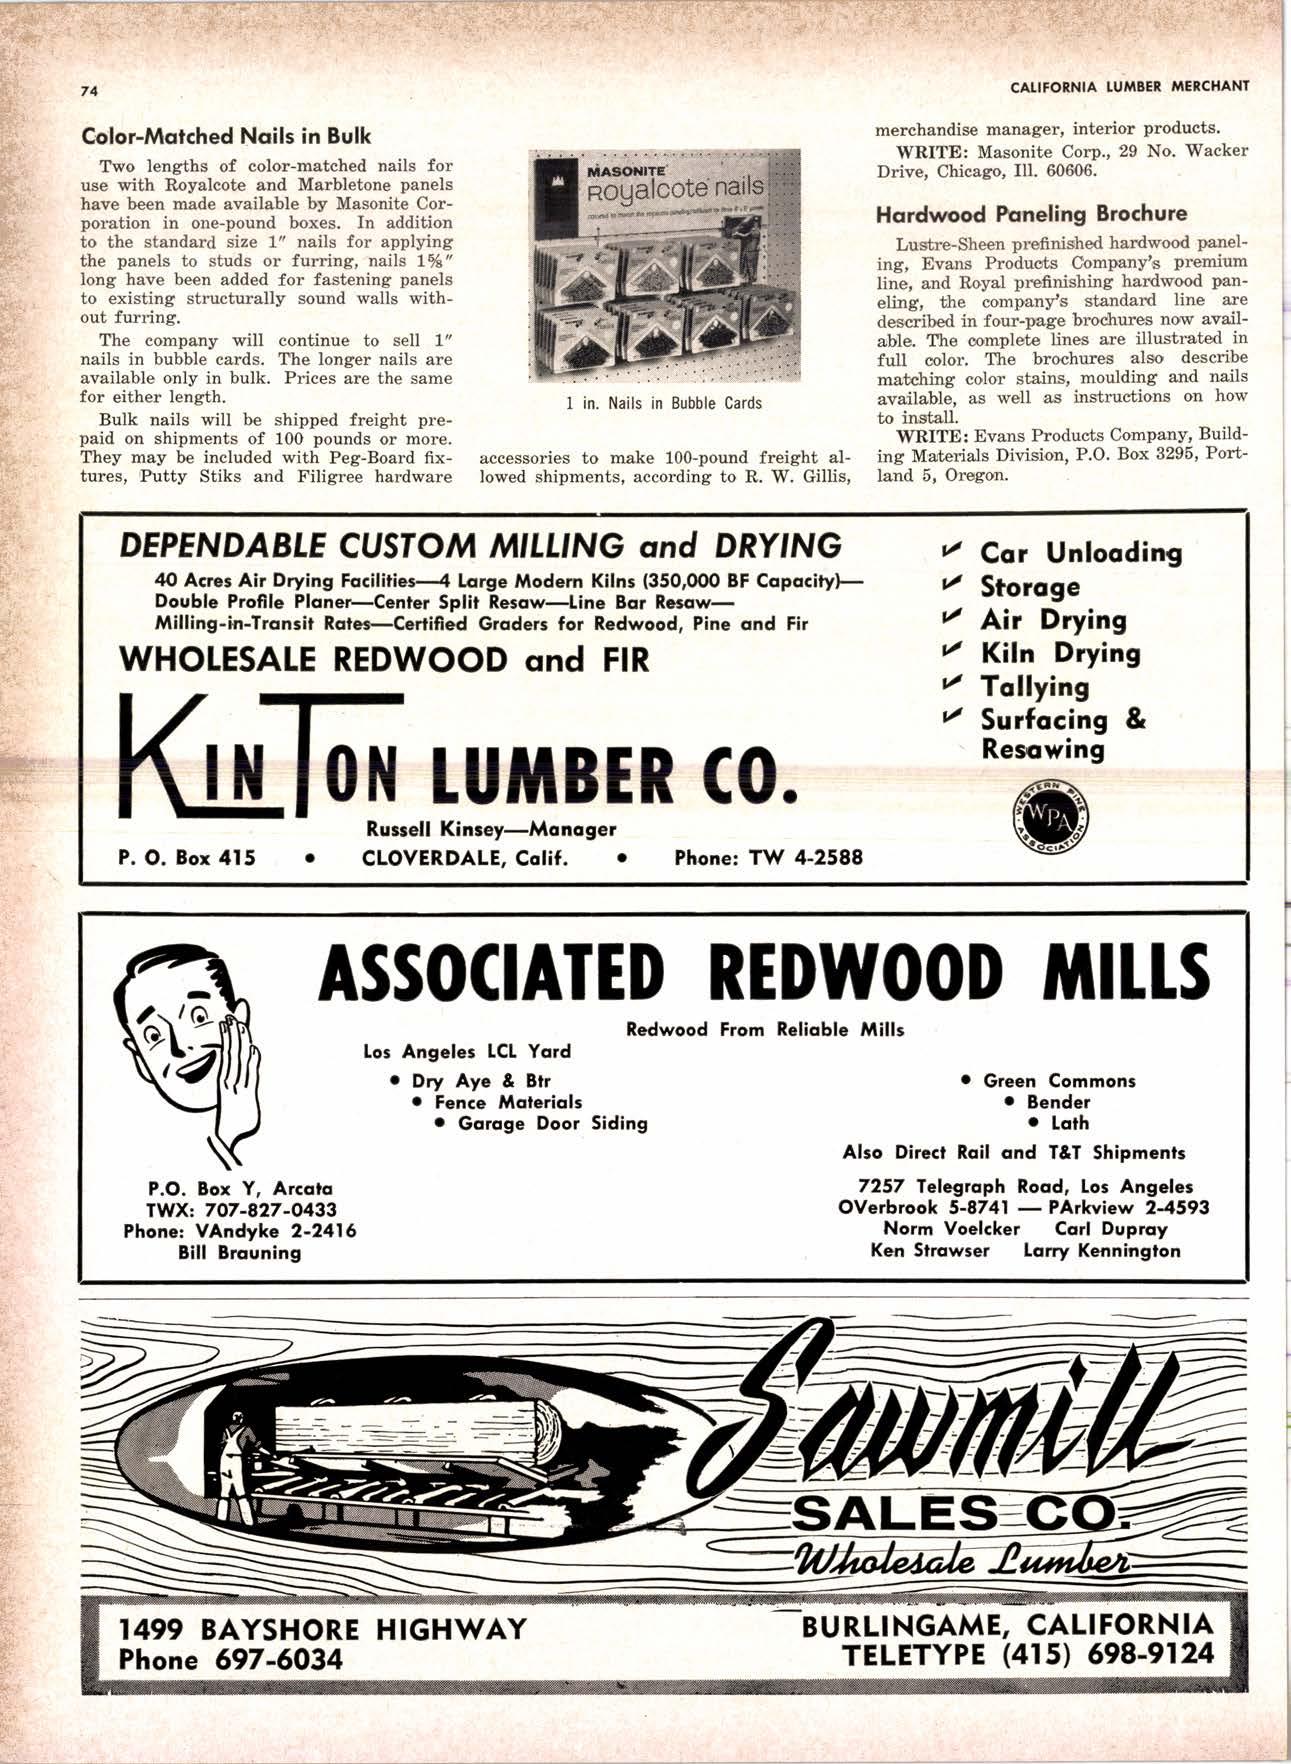 74
CALIFORNIA LUMBER MERCHANT
Color-Matched Nails in Bulk
Two lengths of color-matched nails for
use with Royalcote and Marbletone panels
have been made available by Masonite Cor-
poration in one-pound boxes. In addition
to the standard size 1" nails for applying
the panels to studs or furring, nails 1⅝"
long have been added for fastening panels
to existing structurally sound walls with-
out furring.
The company will continue to sell 1"
nails in bubble cards. The longer nails are
available only in bulk. Prices are the same
for either length.
Bulk nails will be shipped freight pre-
paid on shipments of 100 pounds or more.
They may be included with Peg-Board fix-
tures, Putty Stiks and Filigree hardware
MASONITE
Royalcote nails
1 in. Nails in Bubble Cards
accessories to make 100-pound freight al-
lowed shipments, according to R. W. Gillis,
merchandise manager, interior products.
WRITE: Masonite Corp., 29 No. Wacker
Drive, Chicago, Ill. 60606.
Hardwood Paneling Brochure
Lustre-Sheen prefinished hardwood panel-
ing, Evans Products Company's premium
line, and Royal prefinishing hardwood pan-
eling, the company's standard line are
described in four-page brochures now avail-
able. The complete lines are illustrated in
full color. The brochures also describe
matching color stains, moulding and nails
available, as well as instructions on how
to install.
WRITE: Evans Products Company, Build-
ing Materials Division, P.O. Box 3295, Port-
land 5, Oregon.
DEPENDABLE CUSTOM MILLING and DRYING
40 Acres Air Drying Facilities—4 Large Modern Kilns (350,000 BF Capacity)—
Double Profile Planer—Center Split Resaw—Line Bar Resaw—
Milling-in-Transit Rates—Certified Graders for Redwood, Pine and Fir
WHOLESALE REDWOOD and FIR
KINTON LUMBER CO.
Russell Kinsey—Manager
P. O. Box 415 • CLOVERDALE, Calif. • Phone: TW 4-2588
✓ Car Unloading
✓ Storage
✓ Air Drying
✓ Kiln Drying
✓ Tallying
✓ Surfacing &
Resawing
WESTERN PINE
WPA
ASSOCIATION
ASSOCIATED REDWOOD MILLS
Redwood From Reliable Mills
Los Angeles LCL Yard
• Dry Aye & Btr
• Fence Materials
• Garage Door Siding
• Green Commons
• Bender
• Lath
Also Direct Rail and T&T Shipments
P.O. Box Y, Arcata
TWX: 707-827-0433
Phone: VAndyke 2-2416
Bill Brauning
7257 Telegraph Road, Los Angeles
OVerbrook 5-8741 — PArkview 2-4593
Norm Voelcker Carl Dupray
Ken Strawser Larry Kennington
Sawmill
SALES CO.
Wholesale Lumber
1499 BAYSHORE HIGHWAY
Phone 697-6034
BURLINGAME, CALIFORNIA
TELETYPE (415) 698-9124